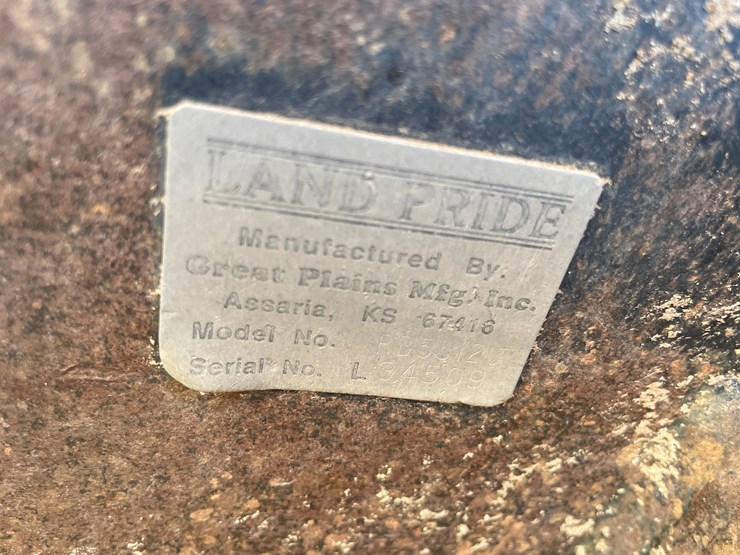 LAND PRIDE
Manufactured By:
Great Plains Mfg. Inc.
Assaria, KS 67416
Model No.
Serial No. L